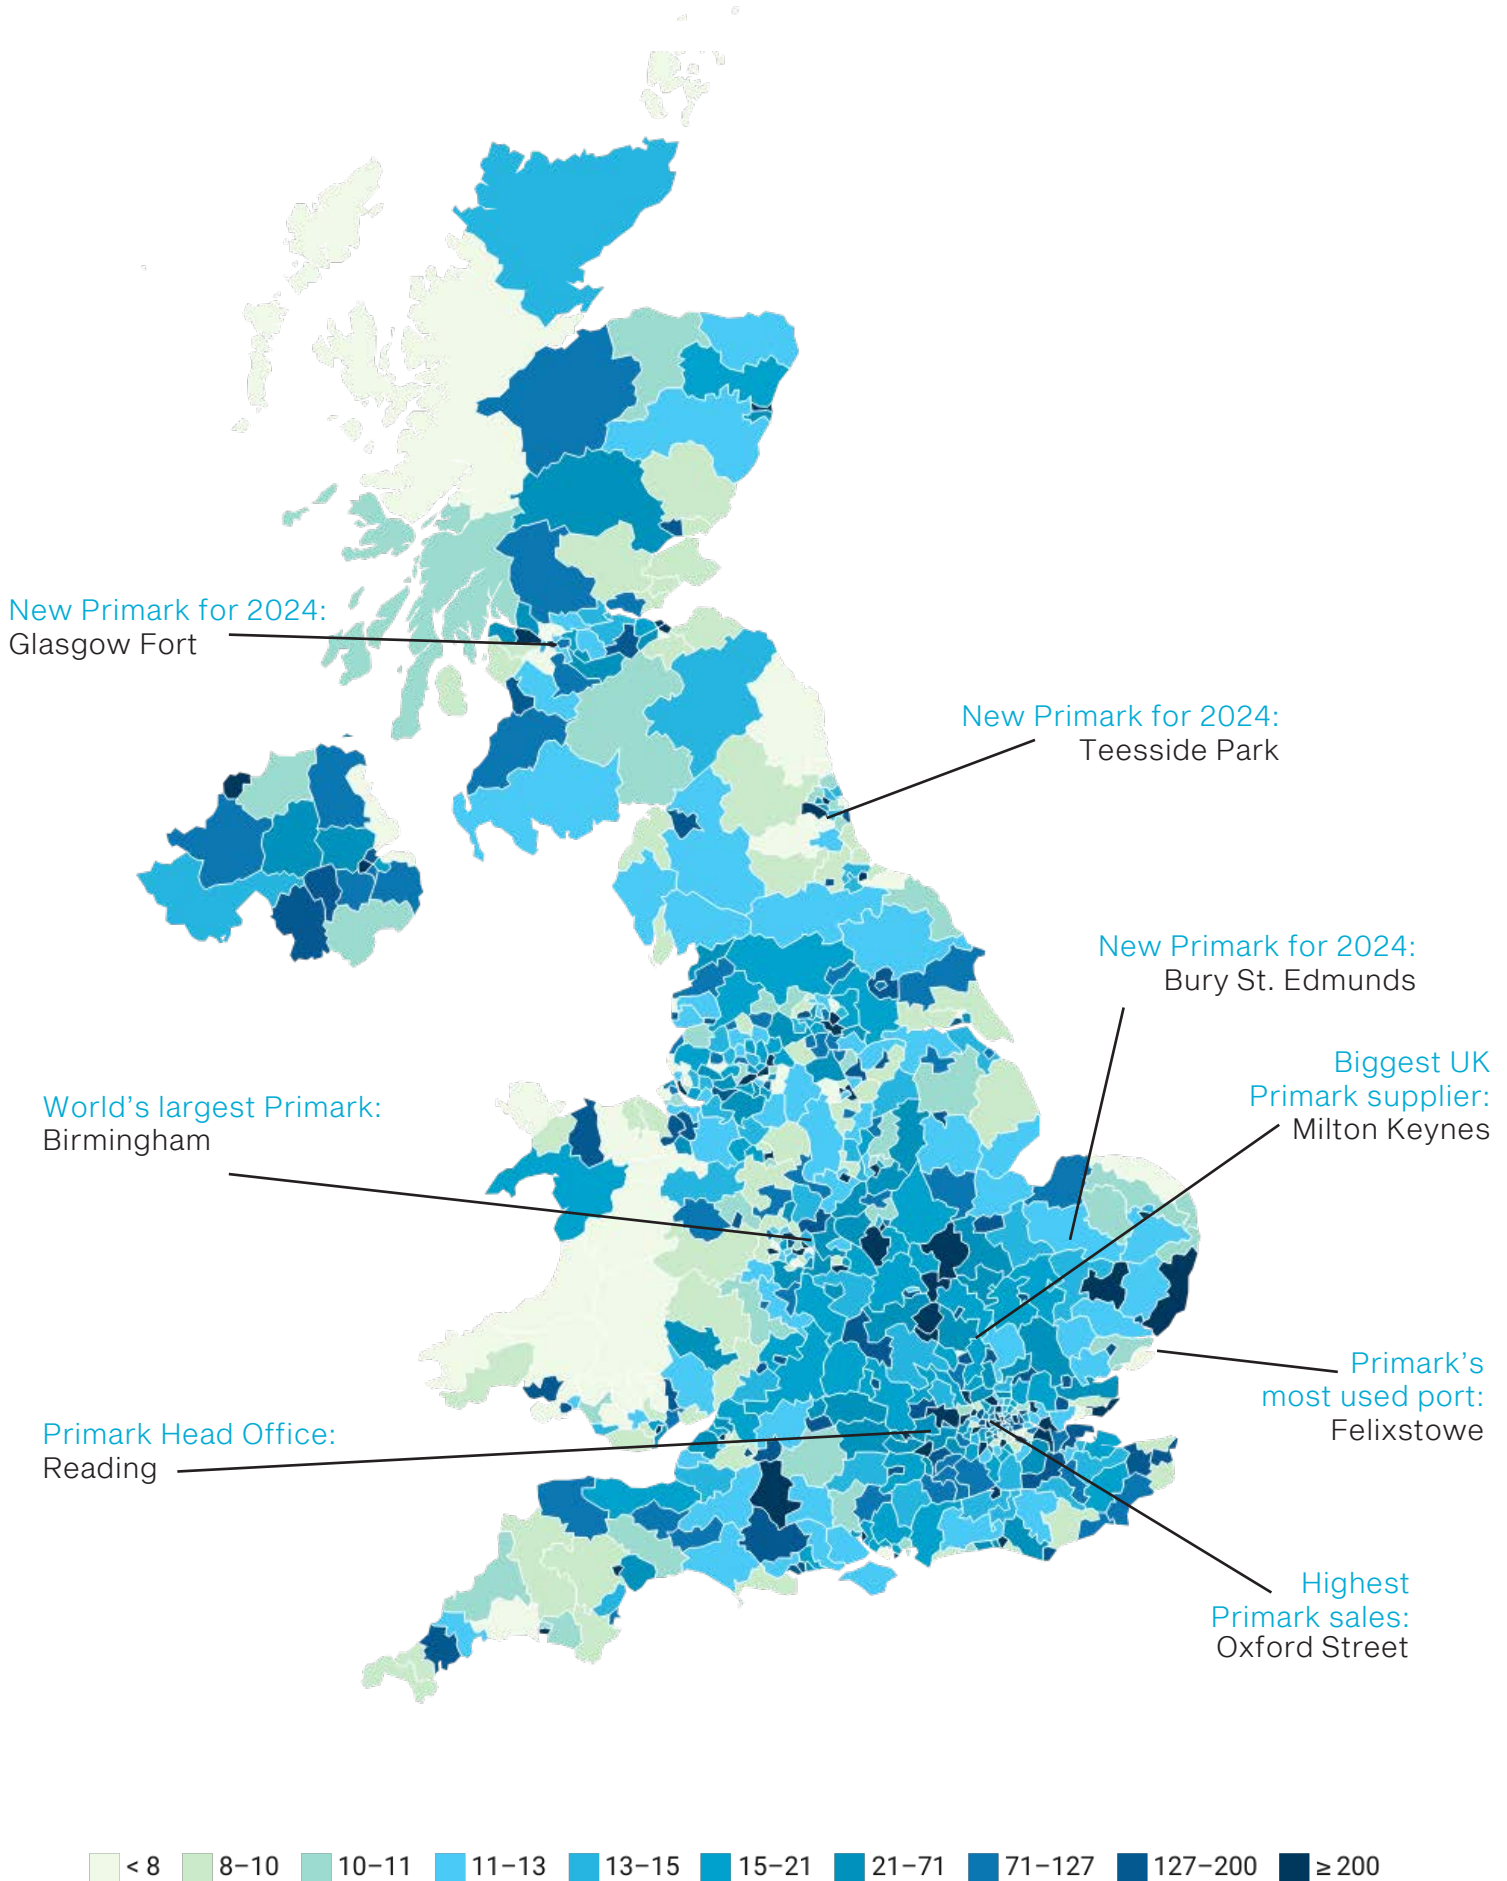 New Primark for 2024:
Glasgow Fort
New Primark for 2024:
Teesside Park
New Primark for 2024:
Bury St. Edmunds
Biggest UK
Primark supplier:
Milton Keynes
World’s largest Primark:
Birmingham
Primark’s
most used port:
Felixstowe
Primark Head Office:
Reading
Highest
Primark sales:
Oxford Street
< 8 8–10 10–11 11–13 13–15 15–21 21–71 71–127 127–200 ≥ 200